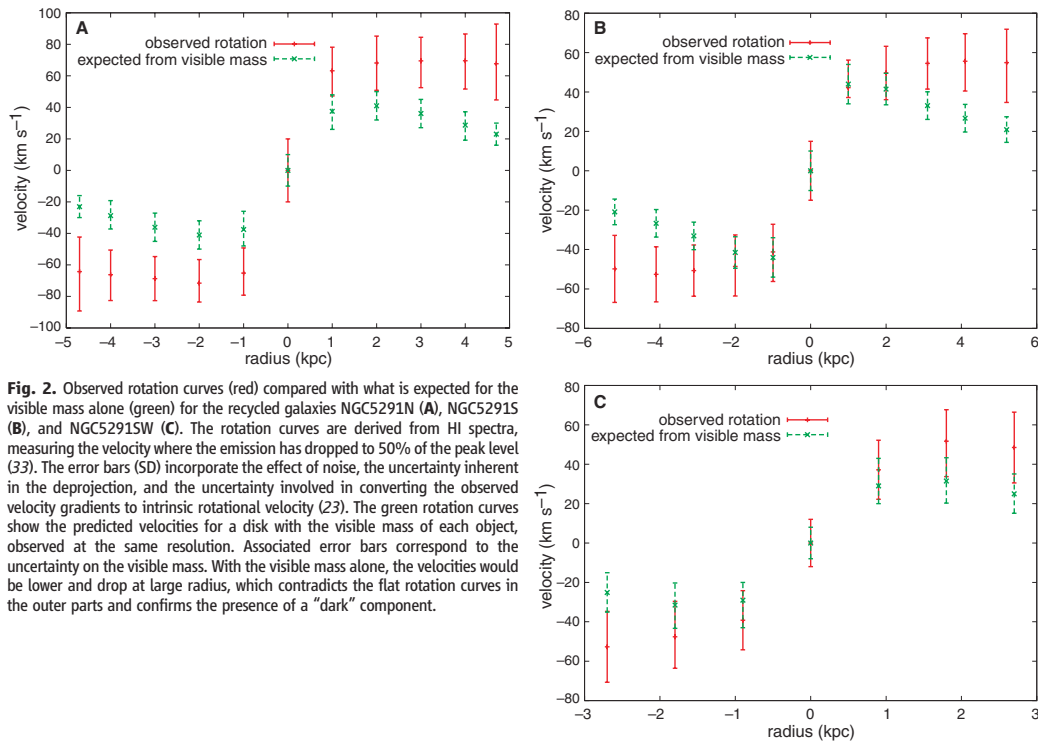 A
observed rotation
expected from visible mass
100
80
60
40
20
0
−20
−40
−60
−80
−100
velocity (km s−1)
−5 −4 −3 −2 −1 0 1 2 3 4 5
radius (kpc)
B
observed rotation
expected from visible mass
80
60
40
20
0
−20
−40
−60
−80
velocity (km s−1)
−6 −4 −2 0 2 4 6
radius (kpc)
Fig. 2. Observed rotation curves (red) compared with what is expected for the
visible mass alone (green) for the recycled galaxies NGC5291N (A), NGC5291S
(B), and NGC5291SW (C). The rotation curves are derived from HI spectra,
measuring the velocity where the emission has dropped to 50% of the peak level
(33). The error bars (SD) incorporate the effect of noise, the uncertainty inherent
in the deprojection, and the uncertainty involved in converting the observed
velocity gradients to intrinsic rotational velocity (23). The green rotation curves
show the predicted velocities for a disk with the visible mass of each object,
observed at the same resolution. Associated error bars correspond to the
uncertainty on the visible mass. With the visible mass alone, the velocities would
be lower and drop at large radius, which contradicts the flat rotation curves in
the outer parts and confirms the presence of a “dark” component.
C
observed rotation
expected from visible mass
80
60
40
20
0
−20
−40
−60
−80
velocity (km s−1)
−3 −2 −1 0 1 2 3
radius (kpc)